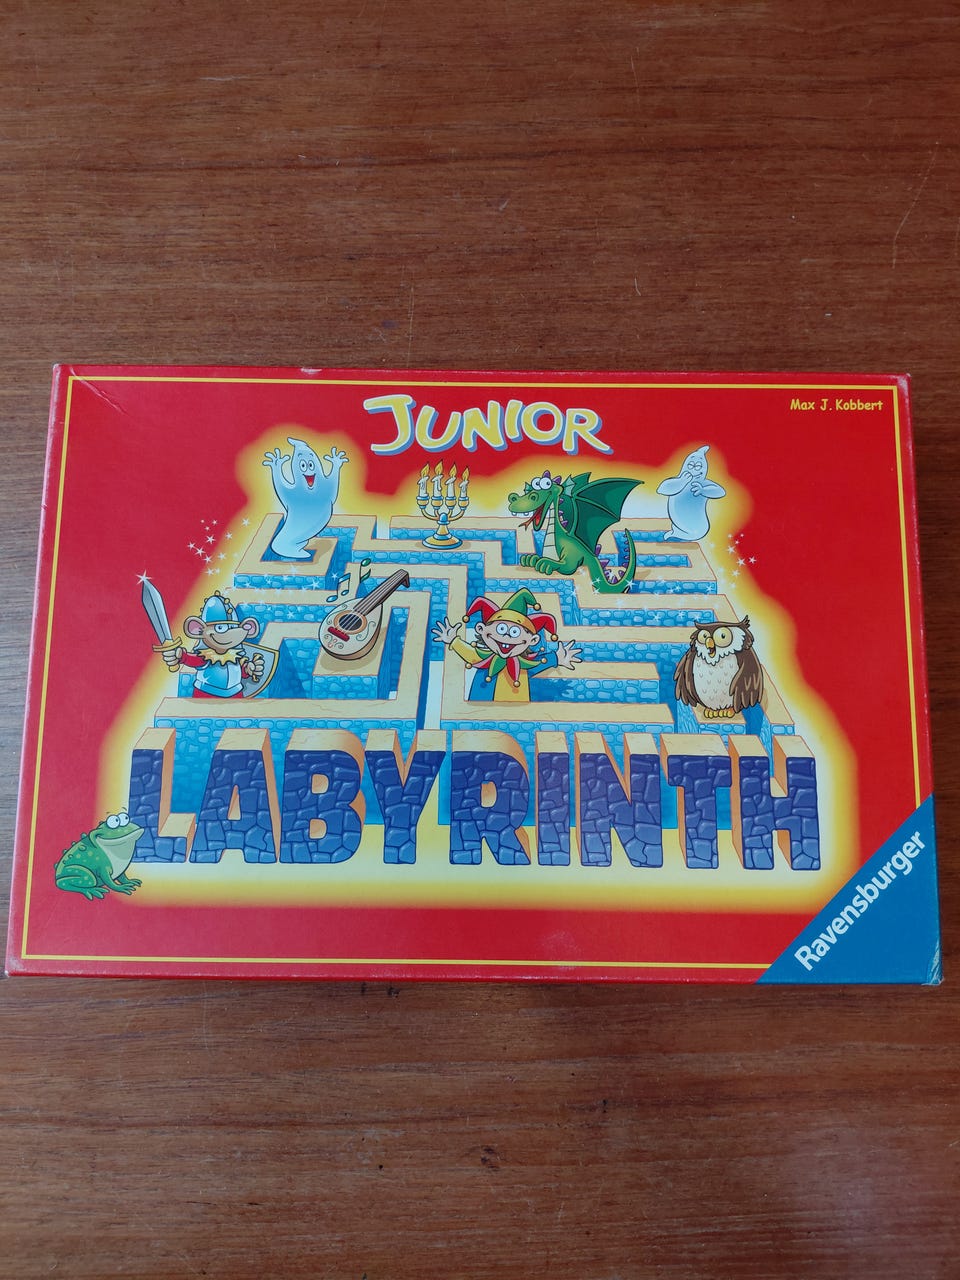 Max J. Kobbert
JUNIOR
LABYRINTH
Ravensburger